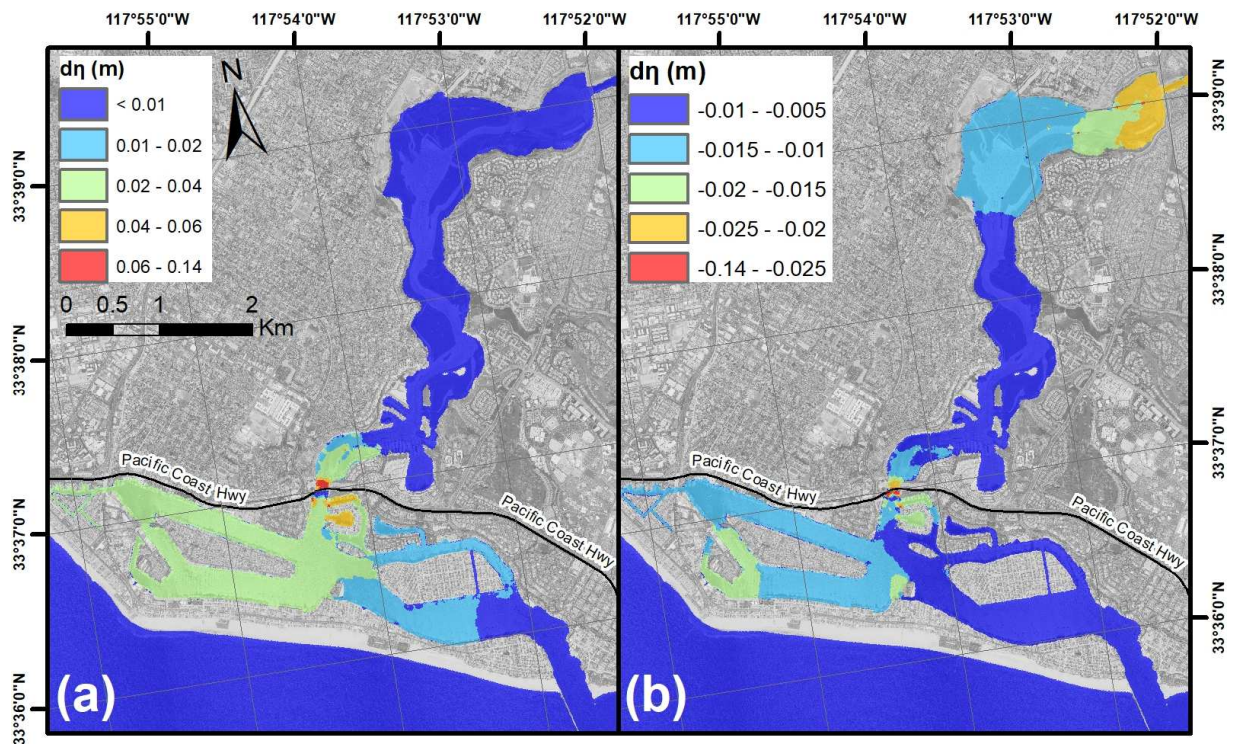 117°55'0"W 117°54'0"W 117°53'0"W 117°52'0"W 117°55'0"W 117°54'0"W 117°53'0"W 117°52'0"W
dη (m)
< 0.01
0.01 - 0.02
0.02 - 0.04
0.04 - 0.06
0.06 - 0.14
N
0 0.5 1 2
Km
33°39'0"N
33°38'0"N
33°37'0"N
33°36'0"N
Pacific Coast Hwy
Pacific Coast Hwy
(a)
dη (m)
-0.01 - -0.005
-0.015 - -0.01
-0.02 - -0.015
-0.025 - -0.02
-0.14 - -0.025
Pacific Coast Hwy
Pacific Coast Hwy
(b)
33°39'0"N
33°38'0"N
33°37'0"N
33°36'0"N